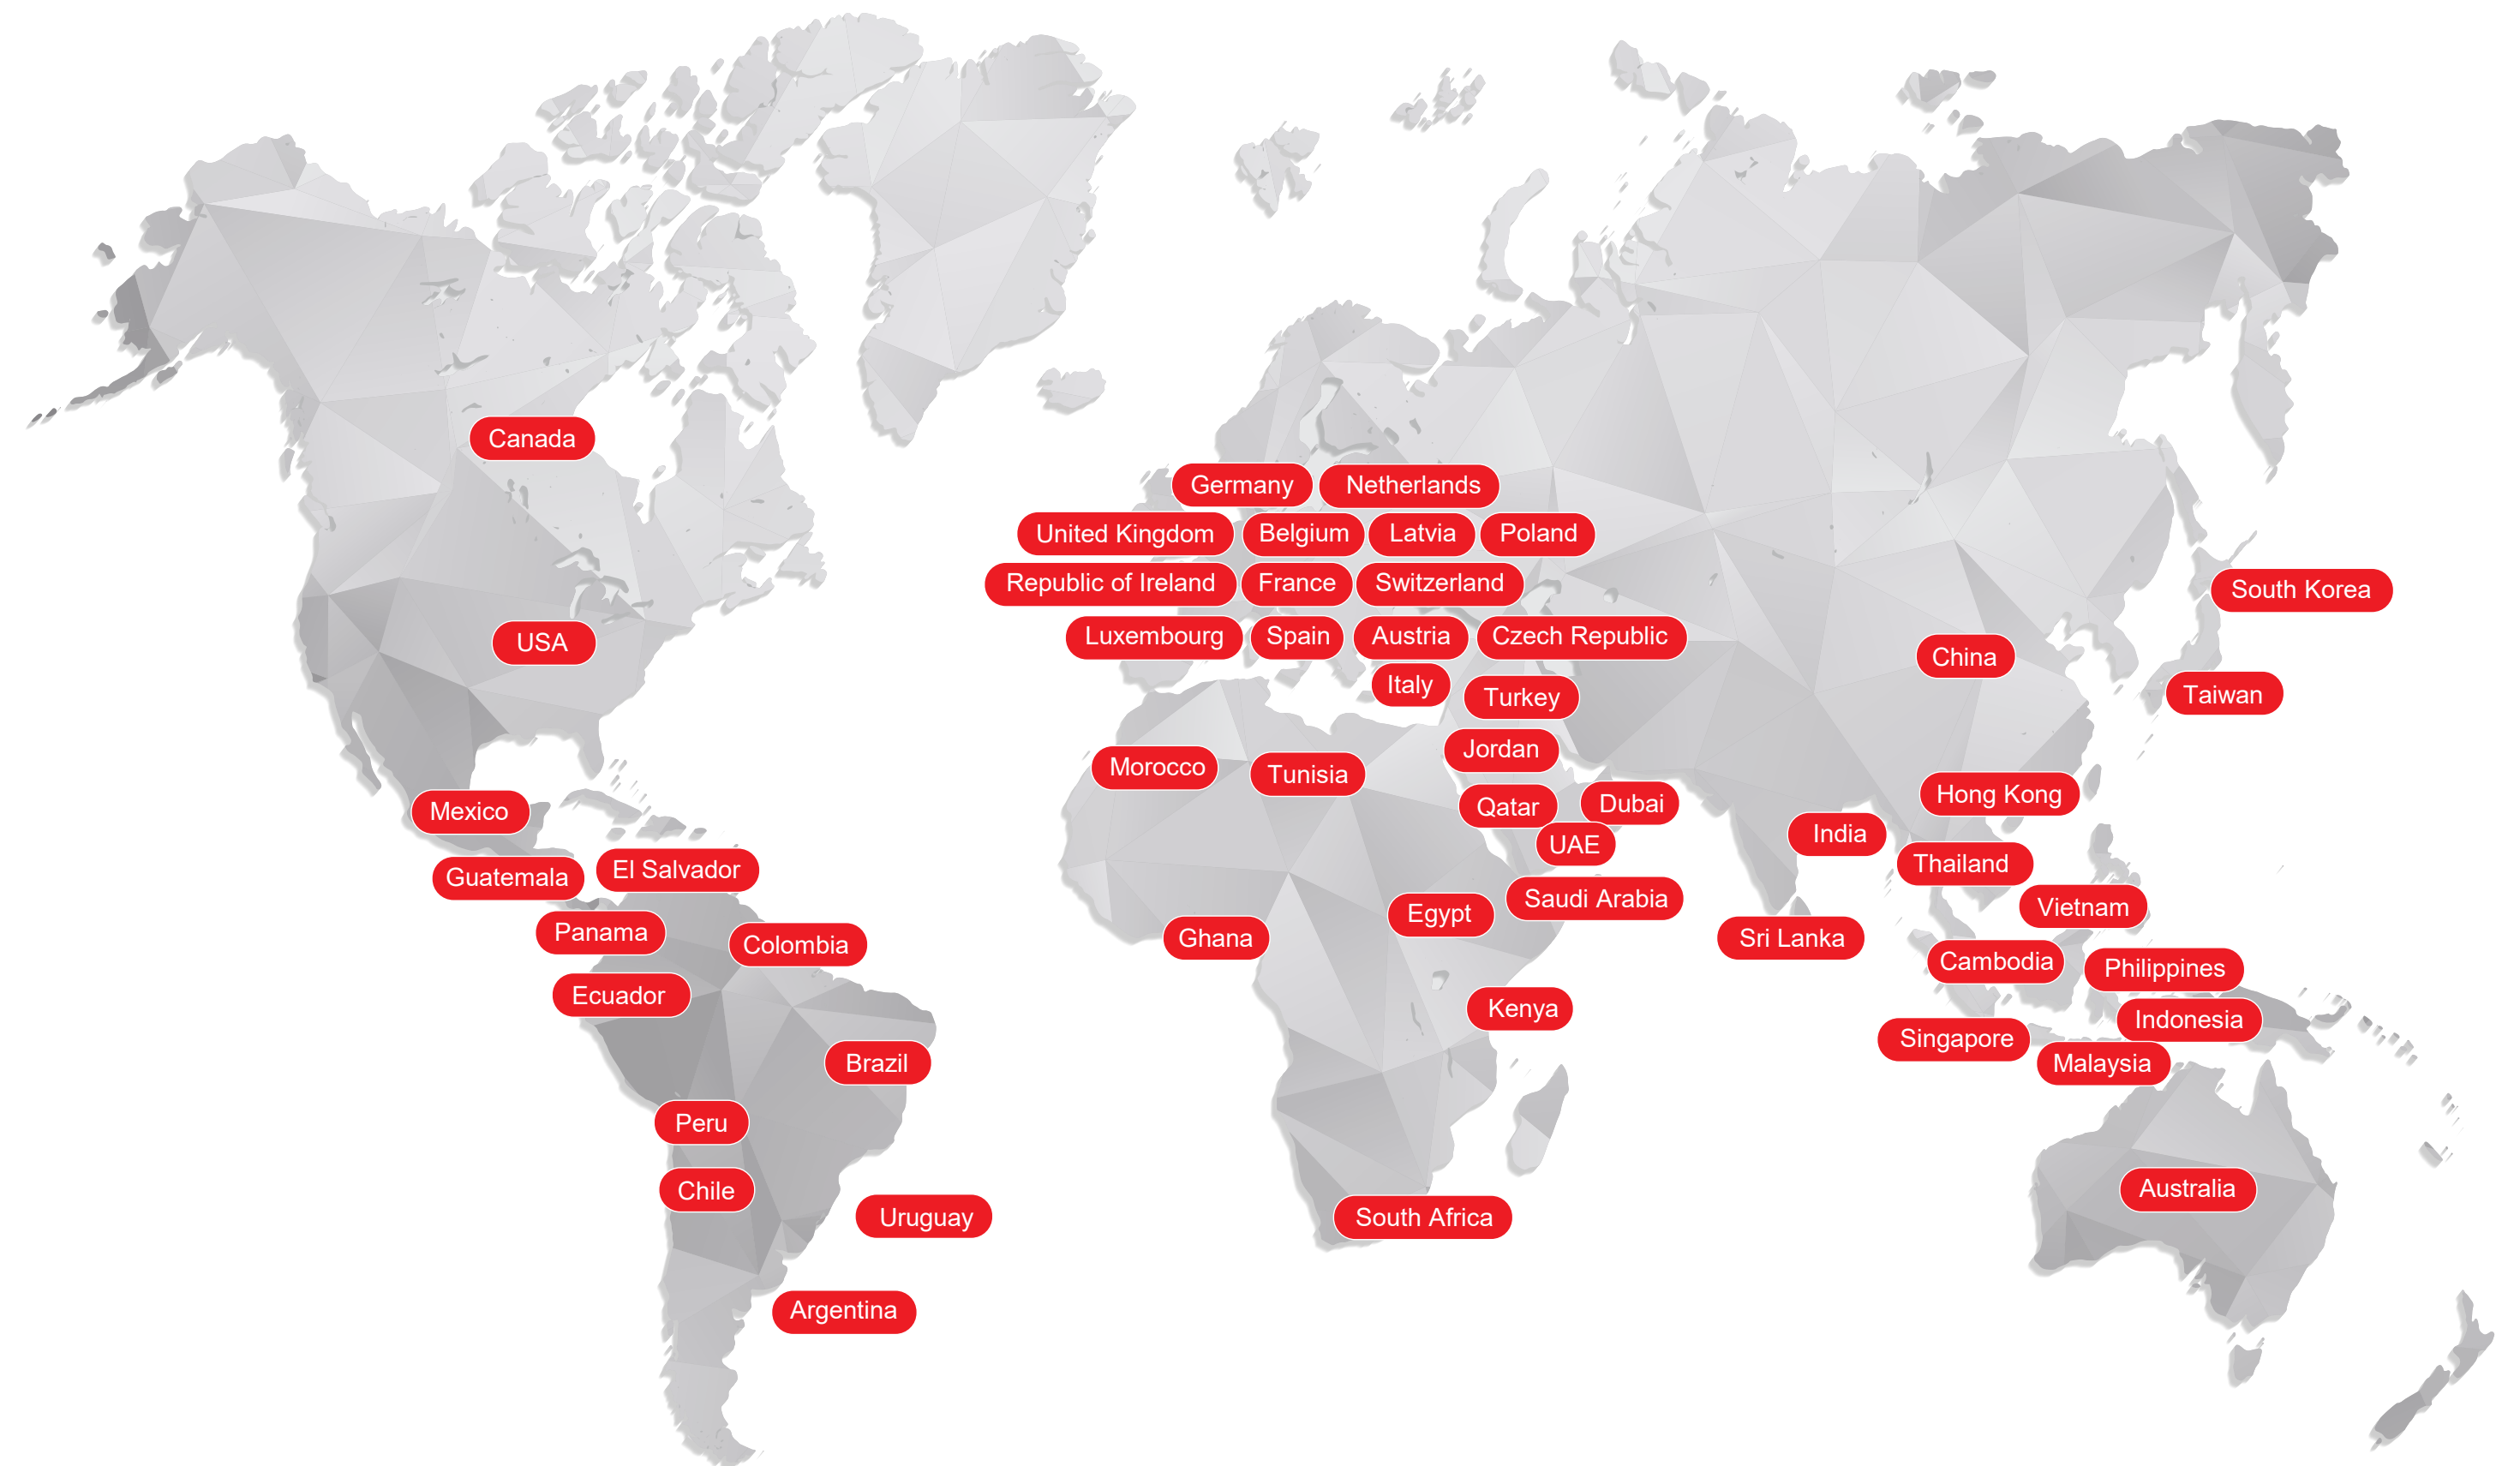 Canada
Germany
Netherlands
United Kingdom
Belgium
Latvia
Poland
Republic of Ireland
France
Switzerland
South Korea
USA
Luxembourg
Spain
Austria
Czech Republic
China
Italy
Turkey
Taiwan
Morocco
Tunisia
Jordan
Mexico
Qatar
Dubai
Hong Kong
UAE
India
Guatemala
El Salvador
Thailand
Panama
Colombia
Ghana
Egypt
Saudi Arabia
Sri Lanka
Vietnam
Ecuador
Cambodia
Philippines
Kenya
Indonesia
Brazil
Singapore
Malaysia
Peru
Chile
Uruguay
South Africa
Australia
Argentina